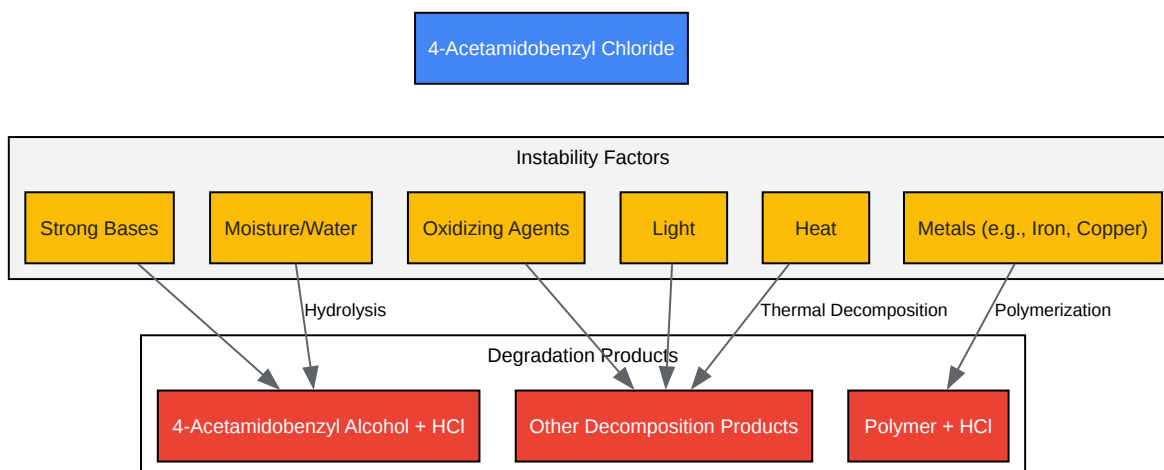 4-Acetamidobenzyl Chloride
Instability Factors
Strong Bases
Moisture/Water
Oxidizing Agents
Light
Heat
Metals (e.g., Iron, Copper)
Hydrolysis
Thermal Decomposition
Polymerization
Degradation Products
4-Acetamidobenzyl Alcohol + HCl
Other Decomposition Products
Polymer + HCl